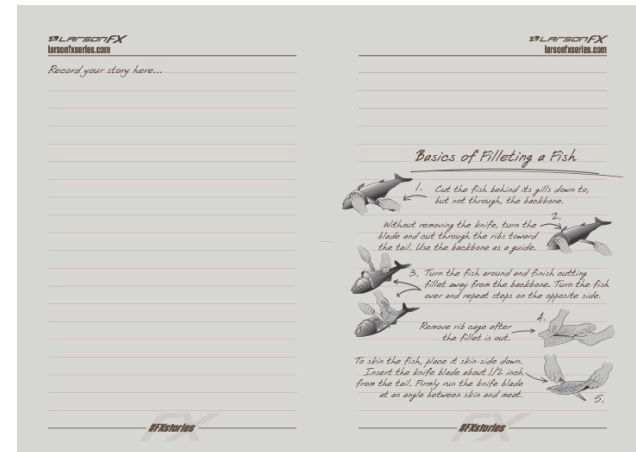 LarsonFX
larsonfxseries.com
Record your story here...
#FXstories
LarsonFX
larsonfxseries.com
Basics of Filleting a Fish
1. Cut the fish behind its gills down to,
but not through, the backbone.
2.
Without removing the knife, turn the
blade and cut through the ribs toward
the tail. Use the backbone as a guide.
3. Turn the fish around and finish cutting
fillet away from the backbone. Turn the fish
over and repeat steps on the opposite side.
4.
Remove rib cage after
the fillet is out.
To skin the fish, place it skin-side down.
Insert the knife blade about 1/2 inch
from the tail. Firmly run the knife blade
at an angle between skin and meat.
5.
FX
#FXstories